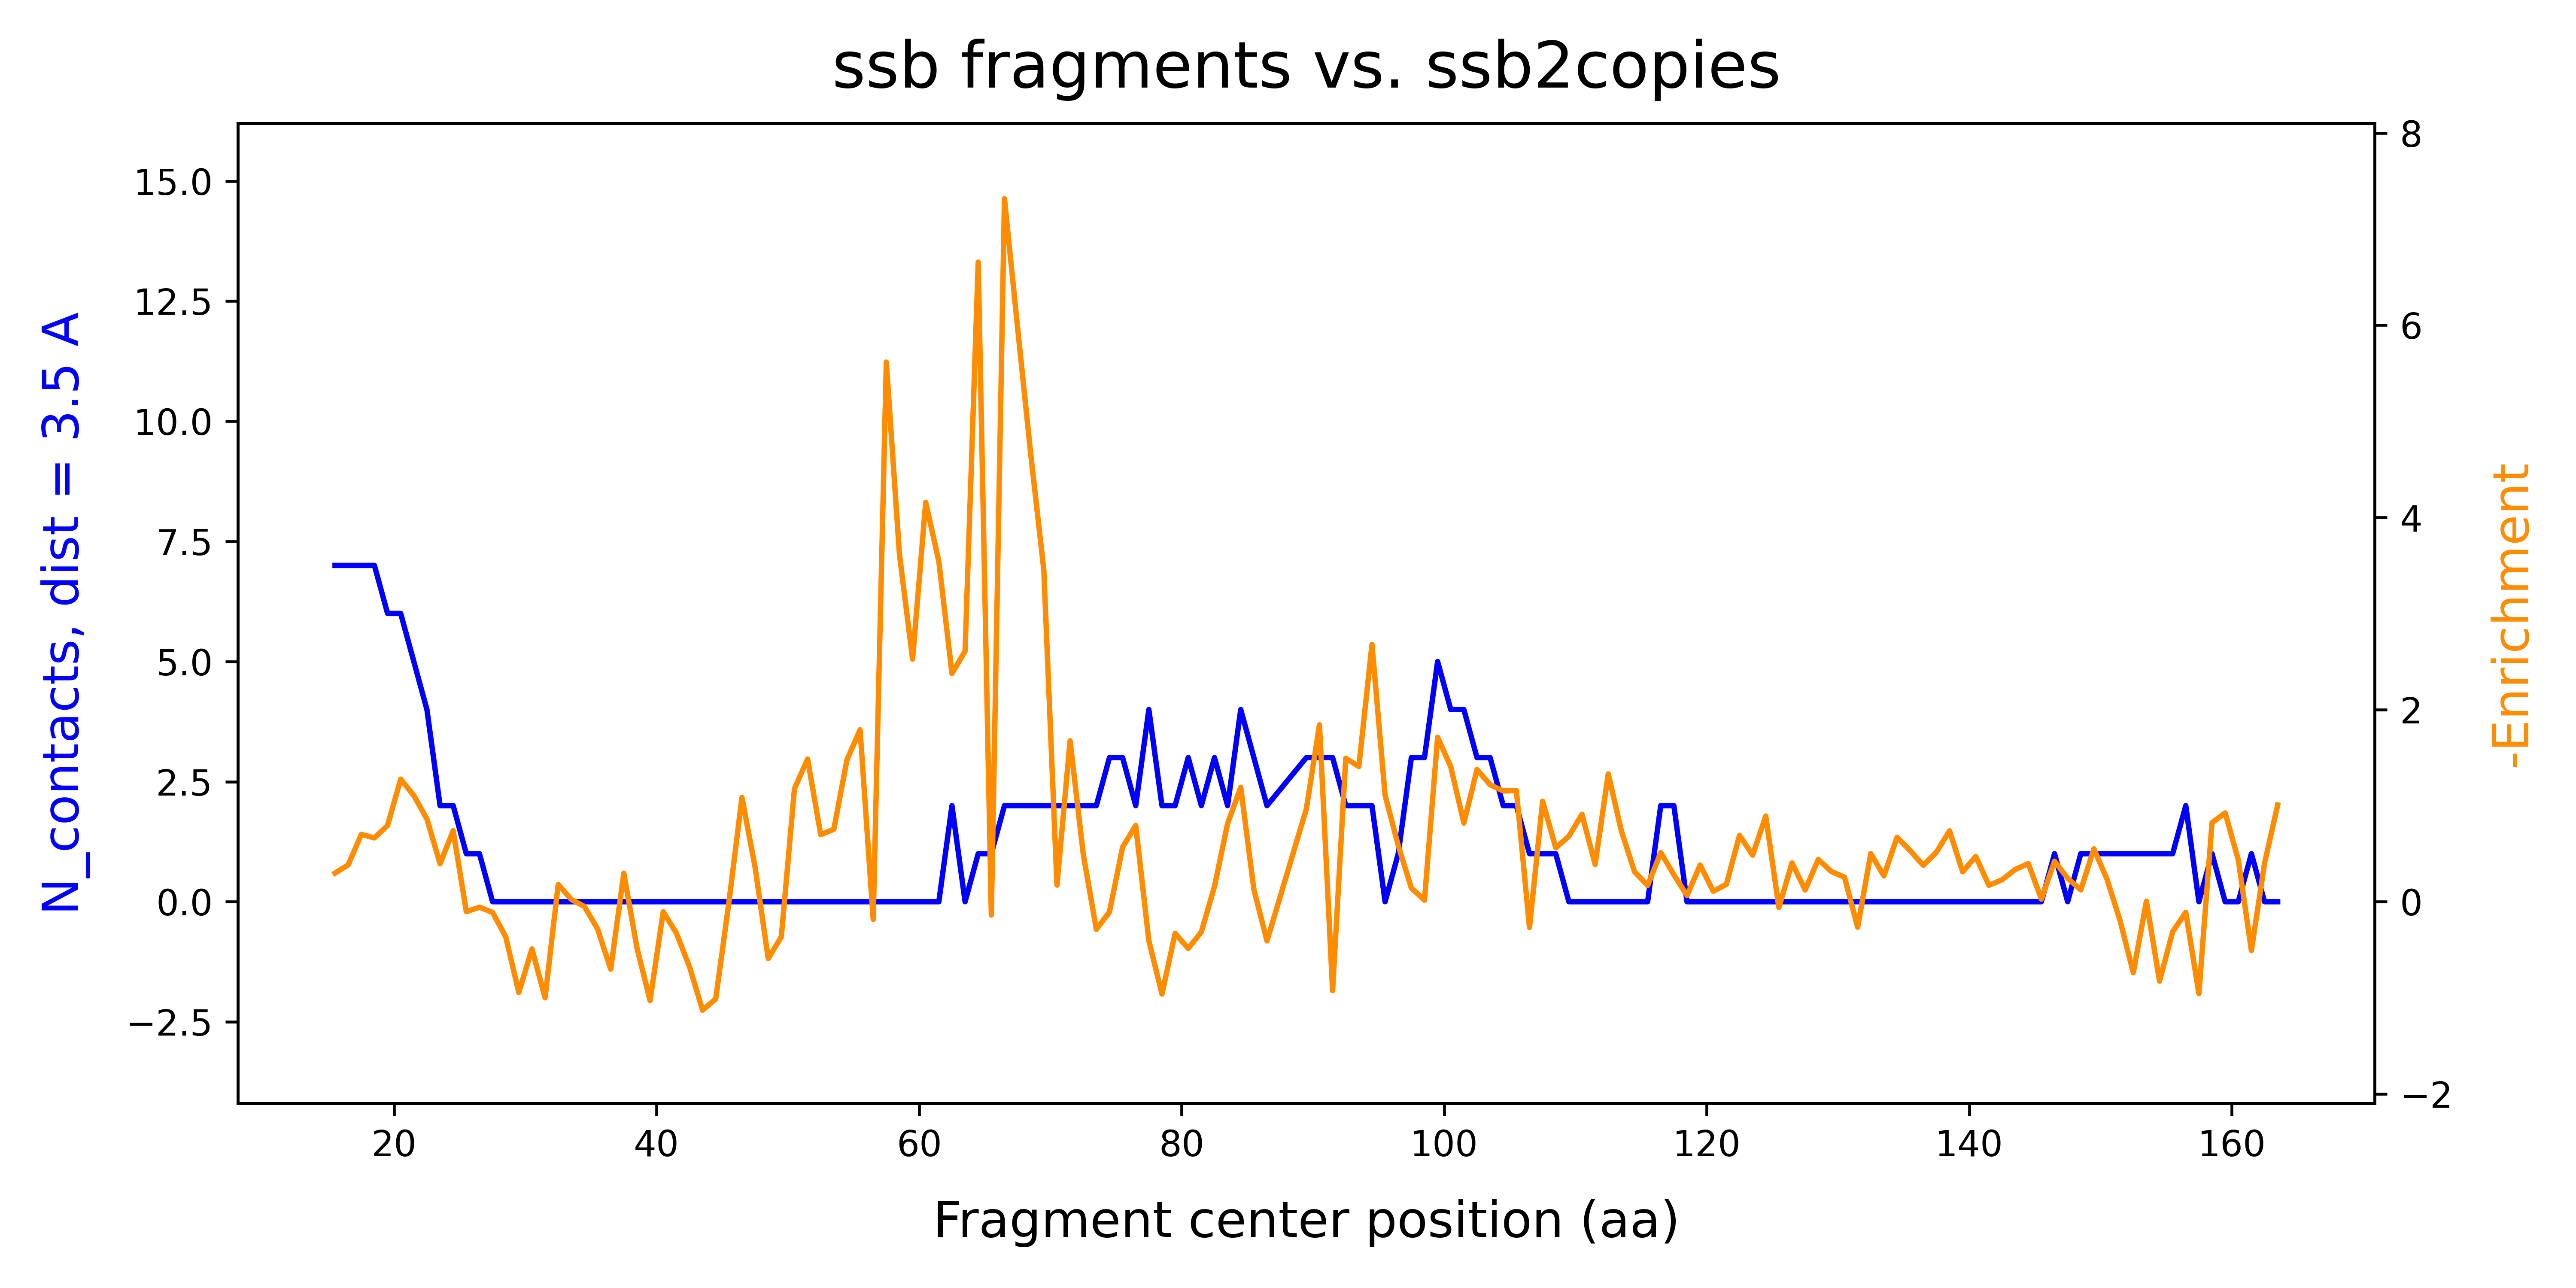 ssb fragments vs. ssb2copies
15.0
12.5
10.0
7.5
5.0
2.5
0.0
−2.5
N_contacts, dist = 3.5 A
8
6
4
2
0
−2
-Enrichment
20 40 60 80 100 120 140 160
Fragment center position (aa)